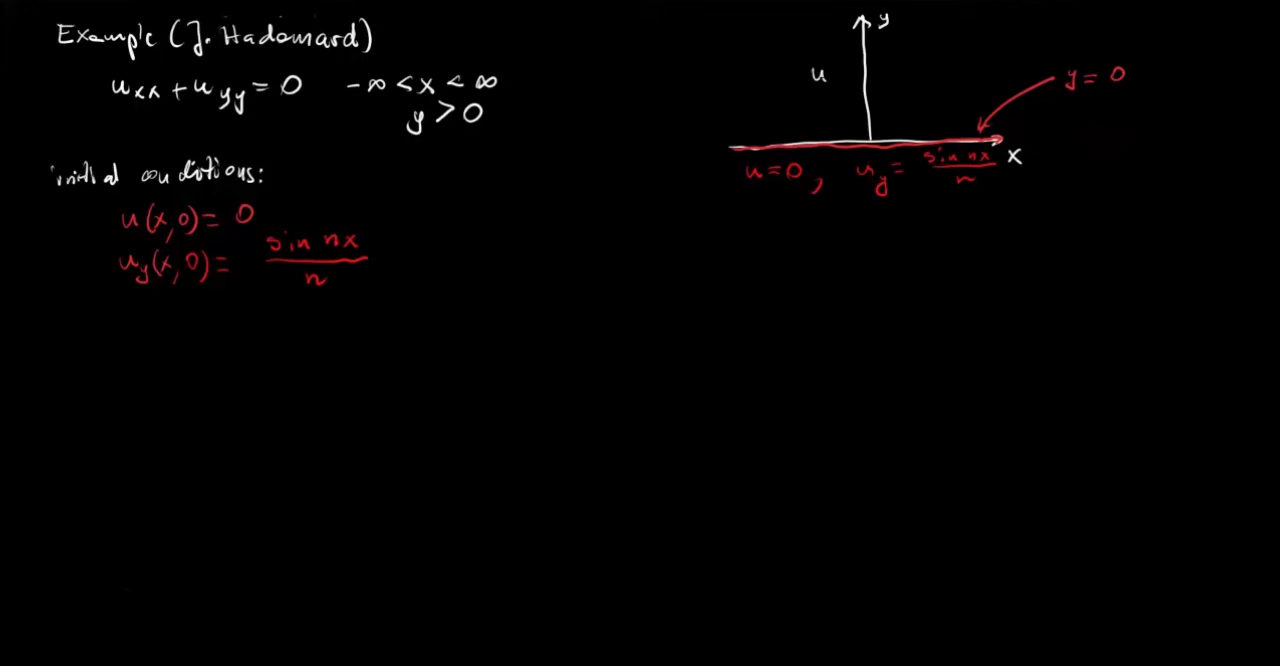 Example (J. Hadamard)
u_xx + u_yy = 0   -∞ < x < ∞
y > 0
initial conditions:
u(x,0) = 0
u_y(x,0) = sin nx / n
y
u
y = 0
x
u = 0, u_y = sin nx / n